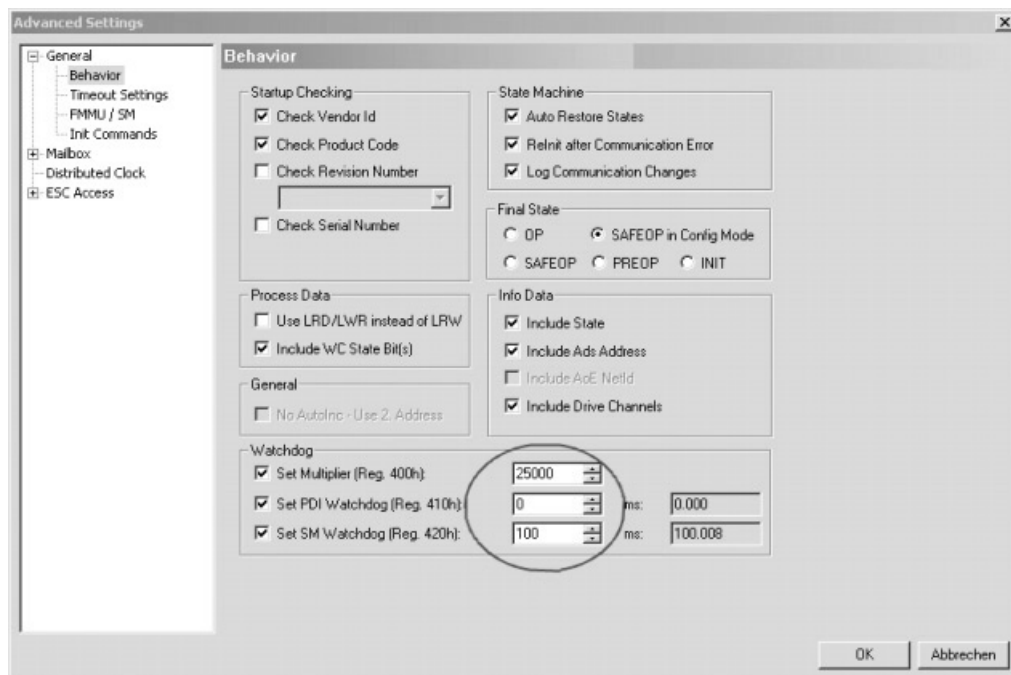 Advanced Settings
General
Behavior
Timeout Settings
FMMU / SM
Init Commands
Mailbox
Distributed Clock
ESC Access
Behavior
Startup Checking
Check Vendor Id
Check Product Code
Check Revision Number
Check Serial Number
State Machine
Auto Restore States
ReInit after Communication Error
Log Communication Changes
Final State
OP
SAFEOP in Config Mode
SAFEOP
PREOP
INIT
Process Data
Use LRD/LWR instead of LRW
Include WC State Bit(s)
General
No AutoInc - Use 2. Address
Info Data
Include State
Include Ads Address
Include AoE NetId
Include Drive Channels
Watchdog
Set Multiplier (Reg. 400h): 25000
Set PDI Watchdog (Reg. 410h): 0 ms: 0.000
Set SM Watchdog (Reg. 420h): 100 ms: 100.008
OK
Abbrechen